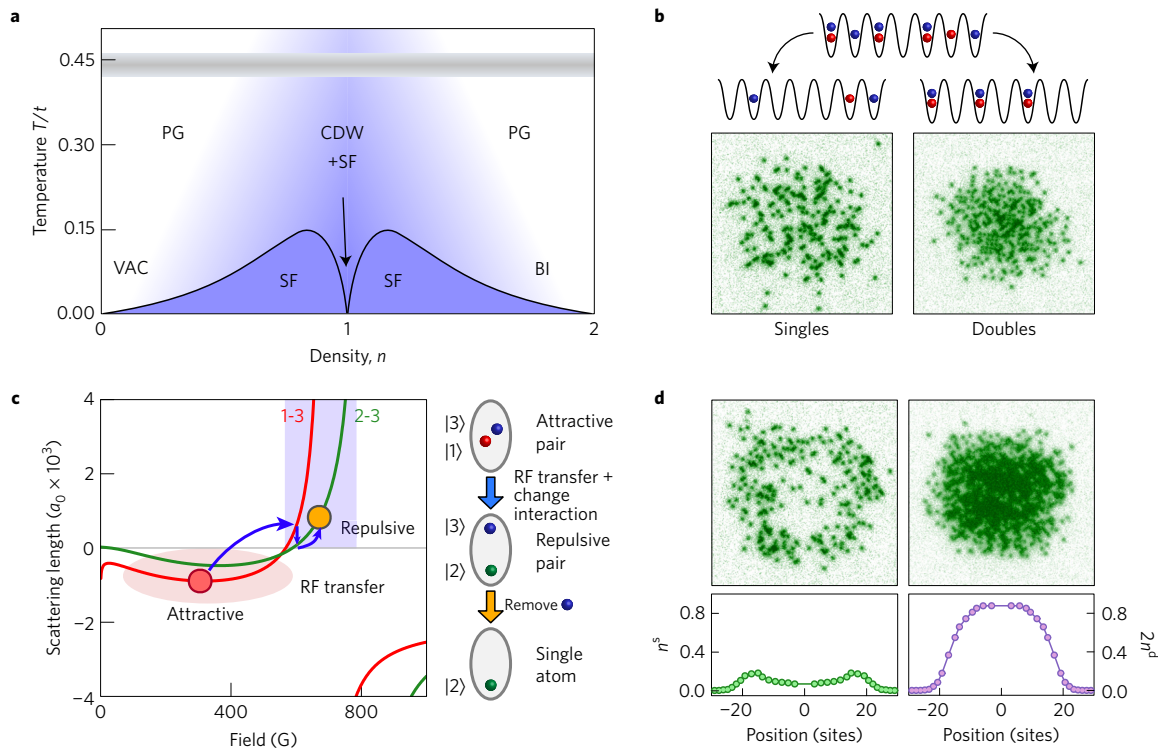 a
Temperature T/t
0.45
0.30
0.15
0.00
PG
CDW
+SF
PG
VAC
SF
SF
BI
0
1
2
Density, n
b
Singles
Doubles
c
Scattering length (a₀ × 10³)
4
2
0
−2
−4
1-3
2-3
Repulsive
RF transfer
Attractive
0
400
800
Field (G)
|3⟩
|1⟩
Attractive
pair
RF transfer +
change
interaction
|3⟩
|2⟩
Repulsive
pair
Remove
|2⟩
Single
atom
d
nˢ
0.8
0.4
0.0
0.8
0.4
0.0
2nᵈ
−20
0
20
−20
0
20
Position (sites)
Position (sites)